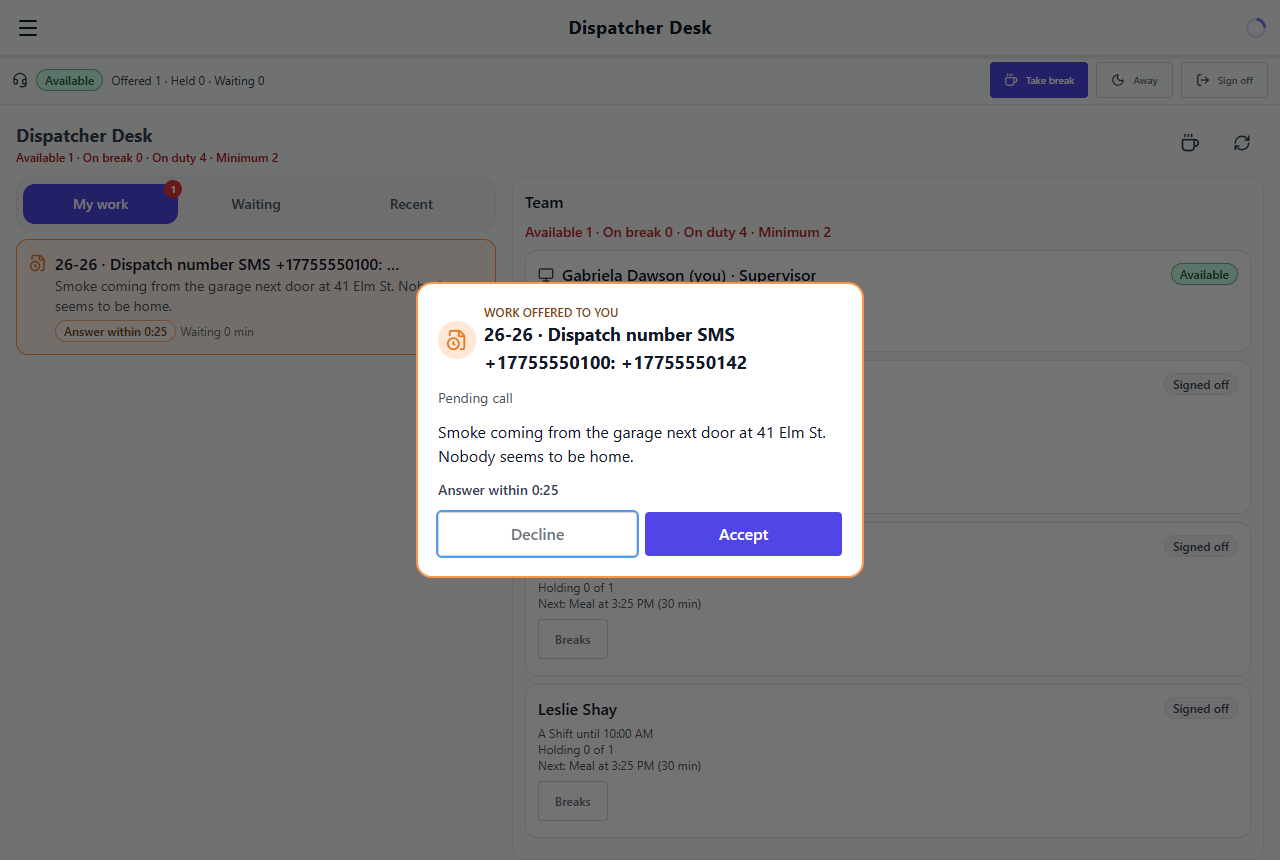 Dispatcher Desk
Available
Offered 1 · Held 0 · Waiting 0
Take break
Away
Sign off
Dispatcher Desk
Available 1 · On break 0 · On duty 4 · Minimum 2
My work
1
Waiting
Recent
26-26 · Dispatch number SMS +17755550100: ...
Smoke coming from the garage next door at 41 Elm St. Nob
seems to be home.
Answer within 0:25
Waiting 0 min
Team
Available 1 · On break 0 · On duty 4 · Minimum 2
Gabriela Dawson (you) · Supervisor
Available
Signed off
Signed off
Holding 0 of 1
Next: Meal at 3:25 PM (30 min)
Breaks
Leslie Shay
Signed off
A Shift until 10:00 AM
Holding 0 of 1
Next: Meal at 3:25 PM (30 min)
Breaks
WORK OFFERED TO YOU
26-26 · Dispatch number SMS
+17755550100: +17755550142
Pending call
Smoke coming from the garage next door at 41 Elm St.
Nobody seems to be home.
Answer within 0:25
Decline
Accept